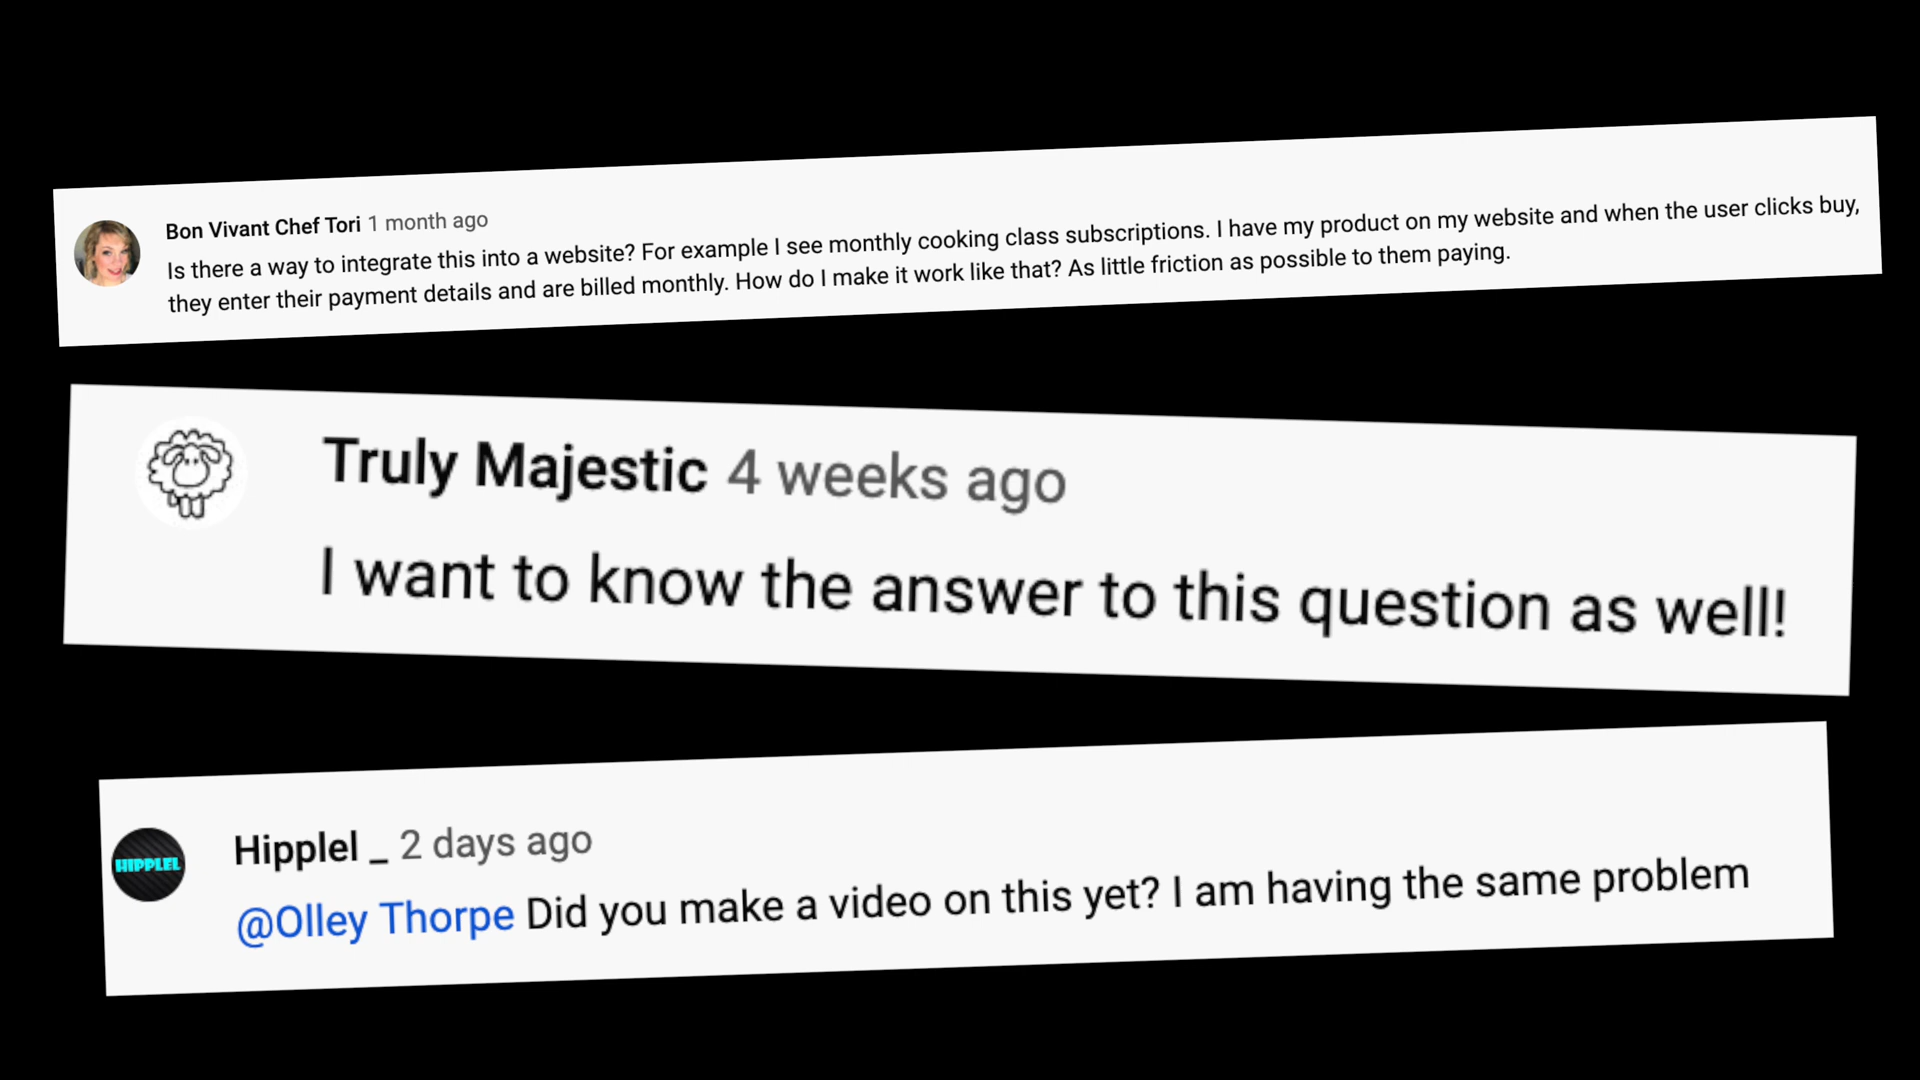 Bon Vivant Chef Tori 1 month ago
Is there a way to integrate this into a website? For example I see monthly cooking class subscriptions. I have my product on my website and when the user clicks buy,
they enter their payment details and are billed monthly. How do I make it work like that? As little friction as possible to them paying.
Truly Majestic 4 weeks ago
I want to know the answer to this question as well!
HIPPLEL
Hipplel _ 2 days ago
@Olley Thorpe Did you make a video on this yet? I am having the same problem